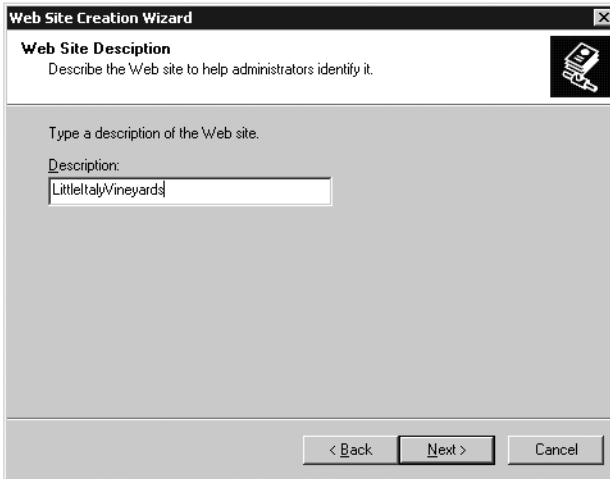 Web Site Creation Wizard
Web Site Desciption
Describe the Web site to help administrators identify it.
Type a description of the Web site.
Description:
LittleItalyVineyards
< Back
Next >
Cancel